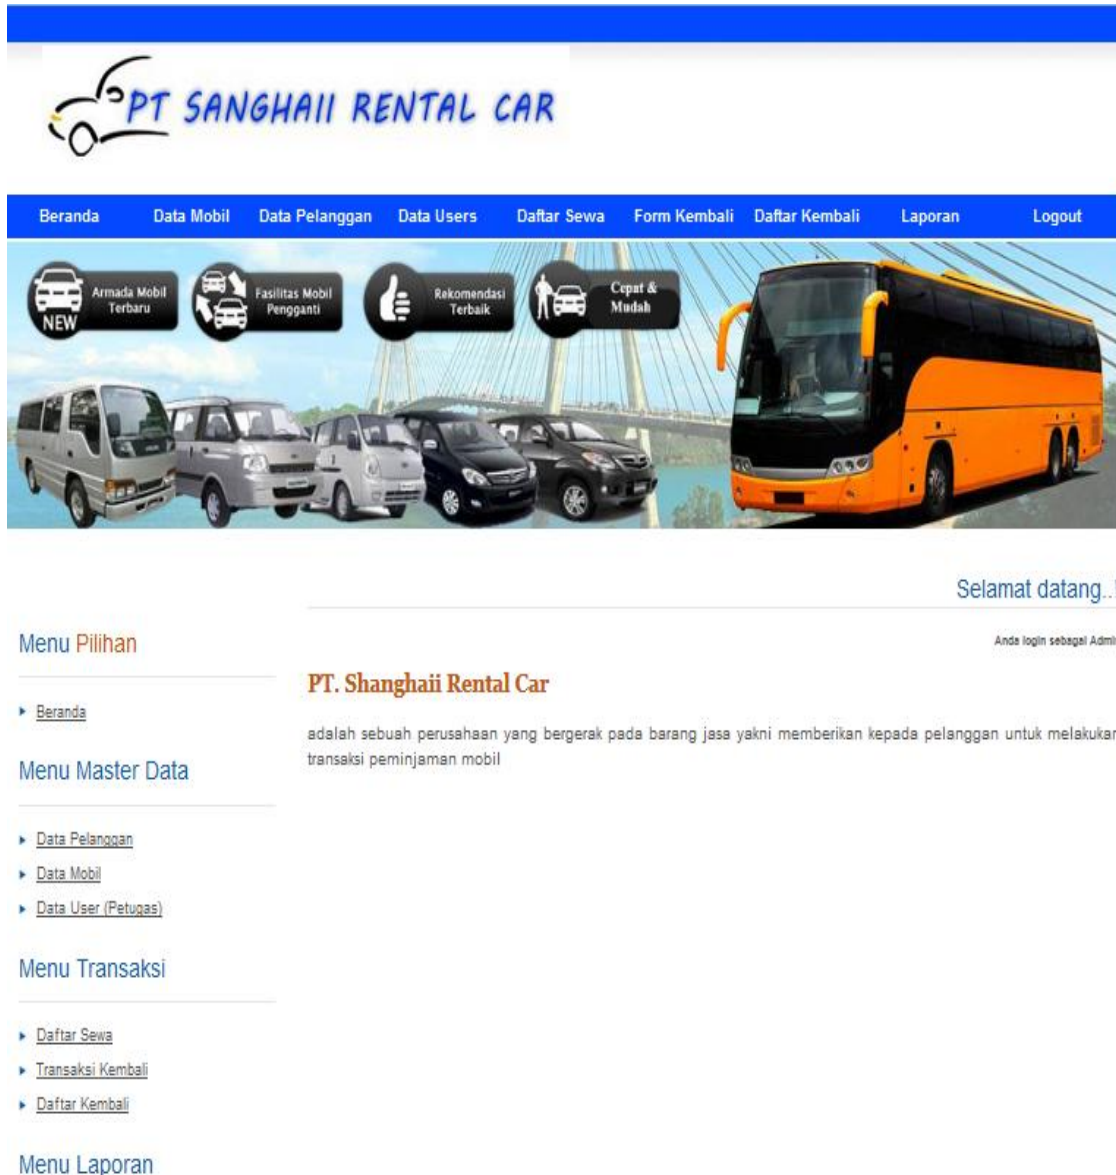 PT SANGHAII RENTAL CAR
Beranda Data Mobil Data Pelanggan Data Users Daftar Sewa Form Kembali Daftar Kembali Laporan Logout
Armada Mobil
Terbaru
NEW
Fasilitas Mobil
Pengganti
Rekomendasi
Terbaik
Cepat &
Mudah
Selamat datang..!
Anda login sebagai Admi
Menu Pilihan
Beranda
Menu Master Data
Data Pelanggan
Data Mobil
Data User (Petugas)
Menu Transaksi
Daftar Sewa
Transaksi Kembali
Daftar Kembali
Menu Laporan
PT. Shanghaii Rental Car
adalah sebuah perusahaan yang bergerak pada barang jasa yakni memberikan kepada pelanggan untuk melakukan
transaksi peminjaman mobil